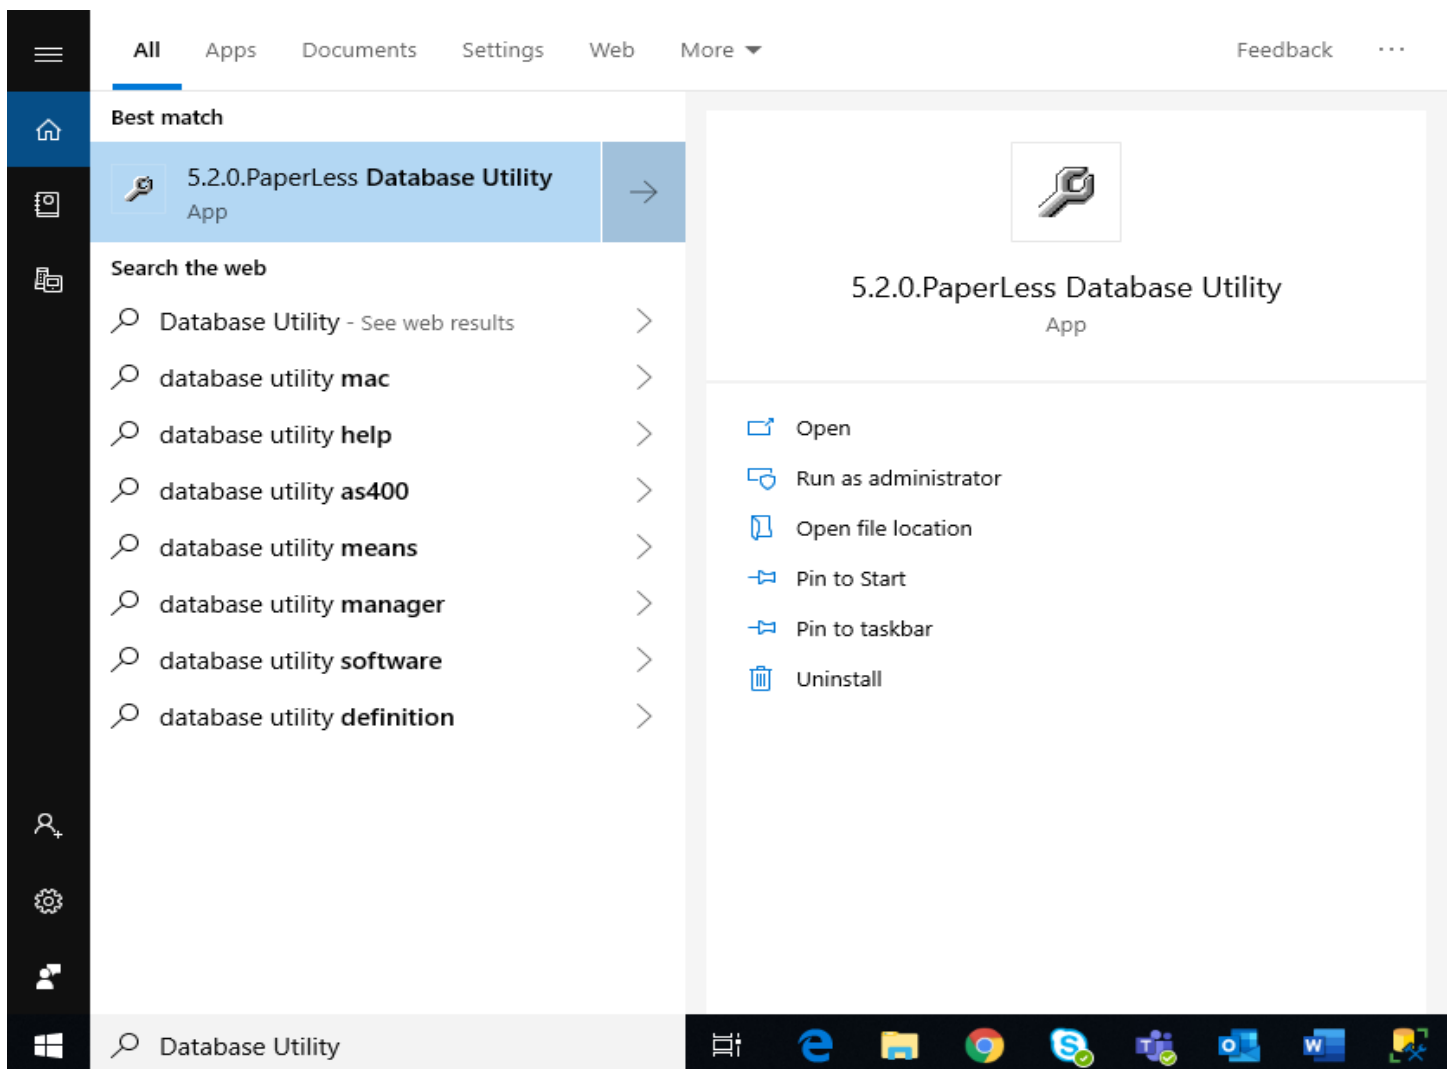 All Apps Documents Settings Web More Feedback ...
Best match
5.2.0.PaperLess Database Utility
App
Search the web
Database Utility - See web results
database utility mac
database utility help
database utility as400
database utility means
database utility manager
database utility software
database utility definition
5.2.0.PaperLess Database Utility
App
Open
Run as administrator
Open file location
Pin to Start
Pin to taskbar
Uninstall
Database Utility